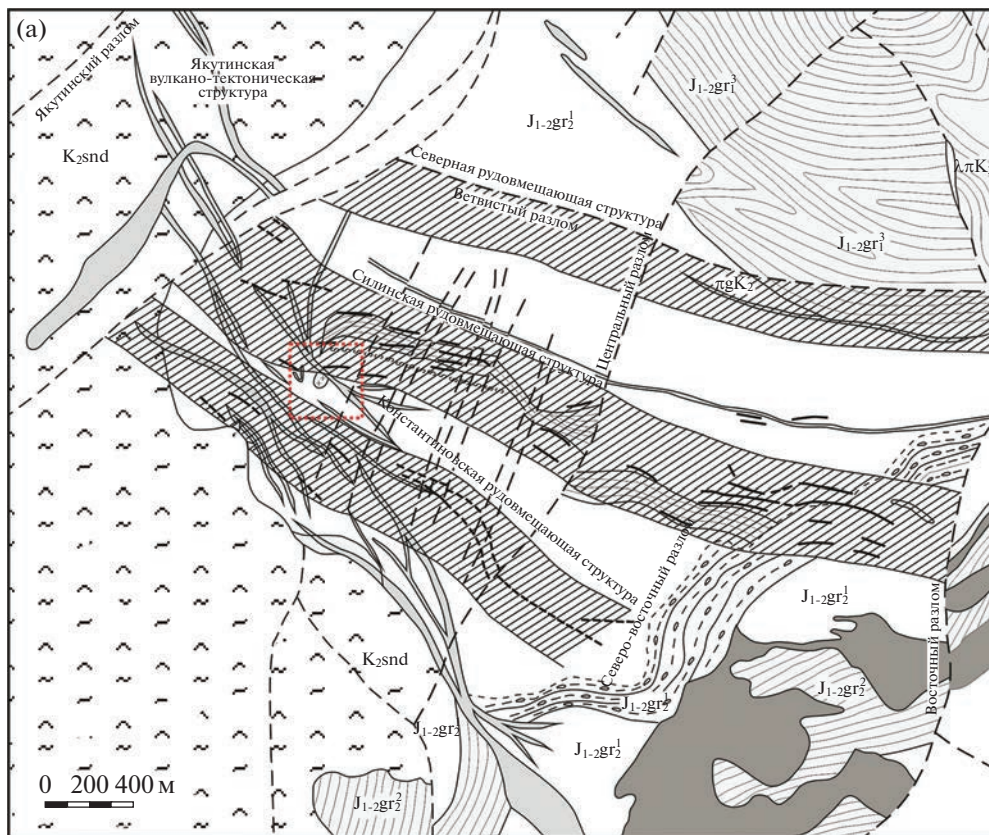 (а)
Якутинский разлом
Якутинская
вулкано-тектоническая
структура
K₂snd
J₁₋₂gr₂¹
J₁₋₂gr₁³
λπK
J₁₋₂gr₁³
Северная рудовмещающая структура
Ветвистый разлом
Центральный разлом
πgK₂
Силинская рудовмещающая структура
Константиновская рудовмещающая структура
Северо-восточный разлом
Восточный разлом
J₁₋₂gr₂¹
K₂snd
J₁₋₂gr₂²
J₁₋₂gr₂¹
J₁₋₂gr₂¹
J₁₋₂gr₂¹
J₁₋₂gr₂²
0 200 400 м